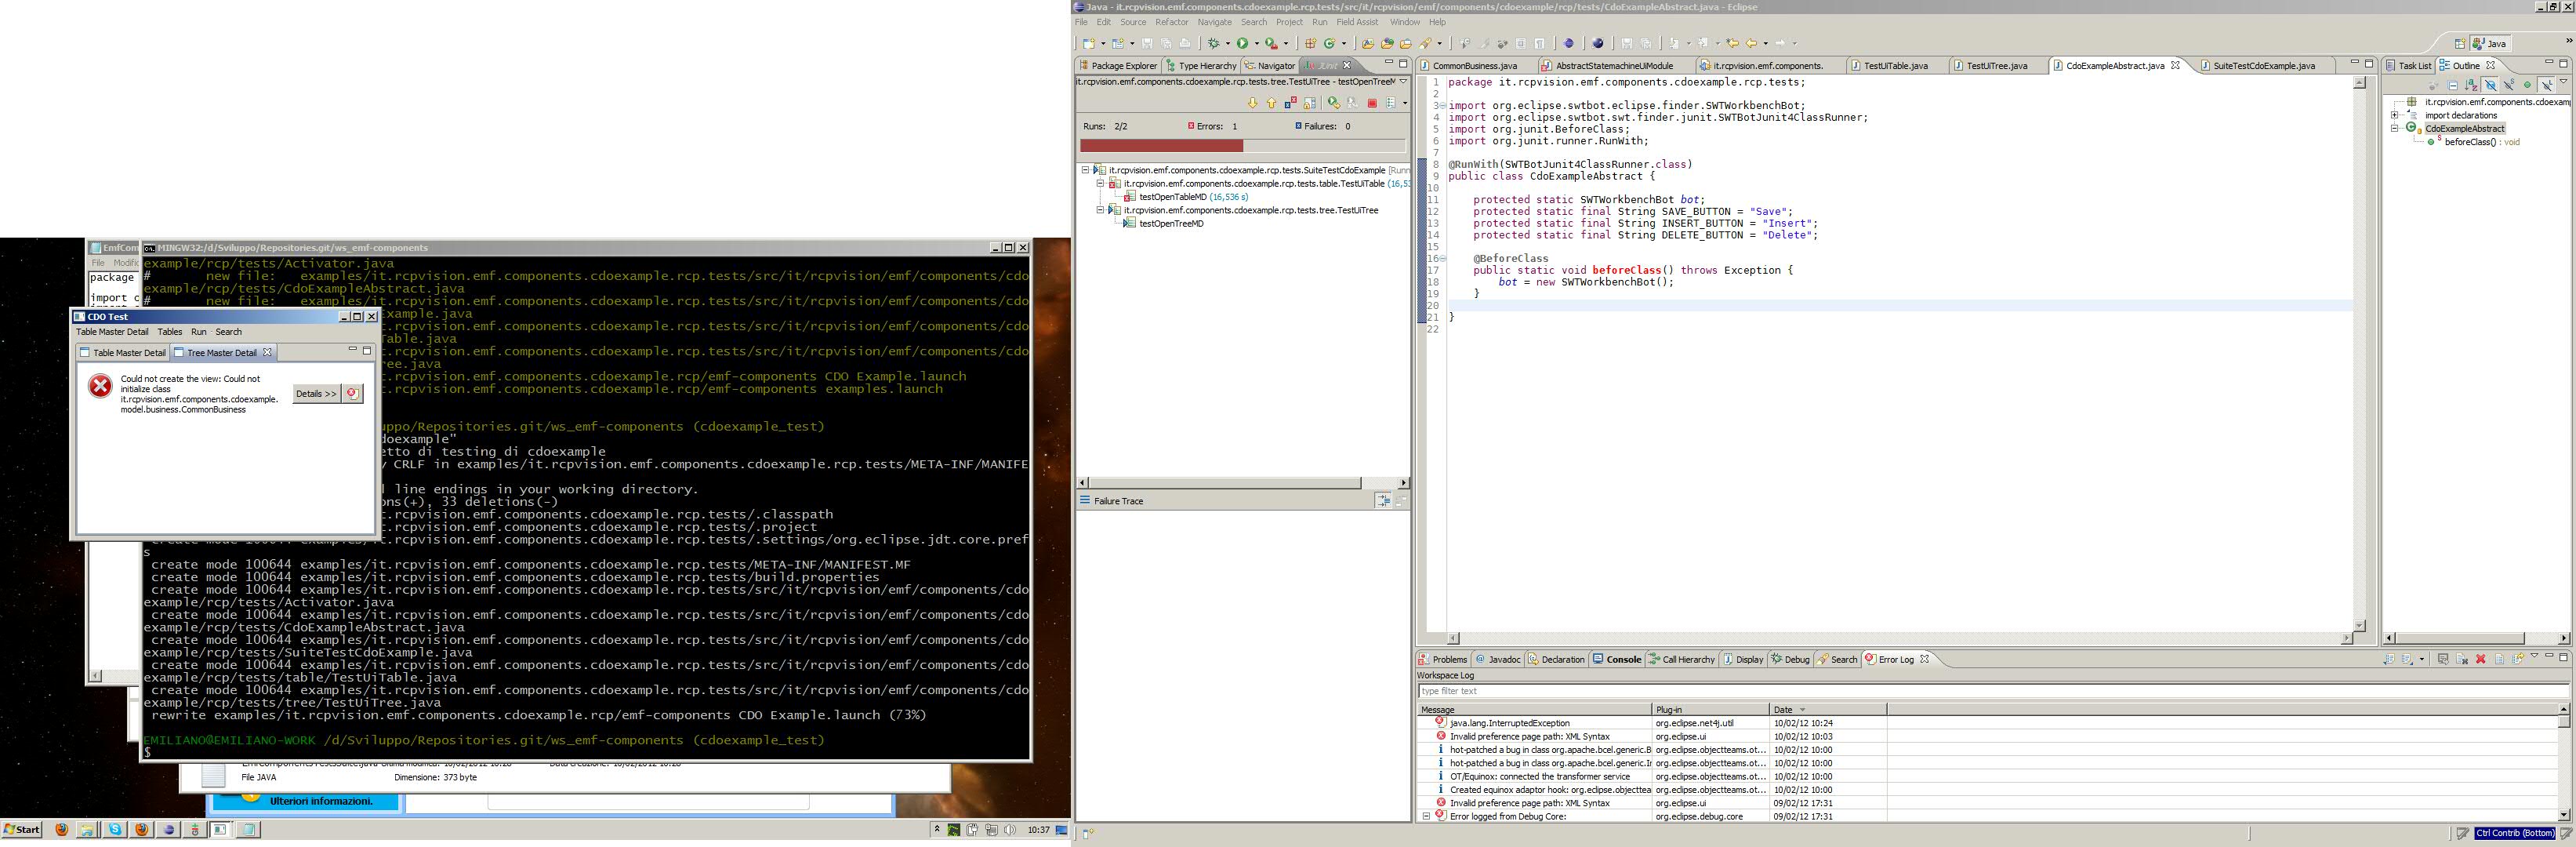 EmfCom
File Modific
package
import o
MINGW32:/d/Sviluppo/Repositories.git/ws_emf-components
example/rcp/tests/Activator.java
#       new file:   examples/it.rcpvision.emf.components.cdoexample.rcp.tests/src/it/rcpvision/emf/components/cdo
example/rcp/tests/CdoExampleAbstract.java
#       new file:   examples/it.rcpvision.emf.components.cdoexample.rcp.tests/src/it/rcpvision/emf/components/cdo
Example.java
.rcpvision.emf.components.cdoexample.rcp.tests/src/it/rcpvision/emf/components/cdo
Table.java
.rcpvision.emf.components.cdoexample.rcp.tests/src/it/rcpvision/emf/components/cdo
ree.java
.rcpvision.emf.components.cdoexample.rcp/emf-components CDO Example.launch
.rcpvision.emf.components.cdoexample.rcp/emf-components examples.launch
luppo/Repositories.git/ws_emf-components (cdoexample_test)
doexample"
etto di testing di cdoexample
y CRLF in examples/it.rcpvision.emf.components.cdoexample.rcp.tests/META-INF/MANIFE
l line endings in your working directory.
ons(+), 33 deletions(-)
.rcpvision.emf.components.cdoexample.rcp.tests/.classpath
.rcpvision.emf.components.cdoexample.rcp.tests/.project
create mode 100644 examples/it.rcpvision.emf.components.cdoexample.rcp.tests/.settings/org.eclipse.jdt.core.pref
s
create mode 100644 examples/it.rcpvision.emf.components.cdoexample.rcp.tests/META-INF/MANIFEST.MF
create mode 100644 examples/it.rcpvision.emf.components.cdoexample.rcp.tests/build.properties
create mode 100644 examples/it.rcpvision.emf.components.cdoexample.rcp.tests/src/it/rcpvision/emf/components/cdo
example/rcp/tests/Activator.java
create mode 100644 examples/it.rcpvision.emf.components.cdoexample.rcp.tests/src/it/rcpvision/emf/components/cdo
example/rcp/tests/CdoExampleAbstract.java
create mode 100644 examples/it.rcpvision.emf.components.cdoexample.rcp.tests/src/it/rcpvision/emf/components/cdo
example/rcp/tests/SuiteTestCdoExample.java
create mode 100644 examples/it.rcpvision.emf.components.cdoexample.rcp.tests/src/it/rcpvision/emf/components/cdo
example/rcp/tests/table/TestUiTable.java
create mode 100644 examples/it.rcpvision.emf.components.cdoexample.rcp.tests/src/it/rcpvision/emf/components/cdo
example/rcp/tests/tree/TestUiTree.java
rewrite examples/it.rcpvision.emf.components.cdoexample.rcp/emf-components CDO Example.launch (73%)
EMILIANO@EMILIANO-WORK /d/Sviluppo/Repositories.git/ws_emf-components (cdoexample_test)
$
CDO Test
Table Master Detail Tables Run Search
Table Master Detail Tree Master Detail
Could not create the view: Could not
initialize class
it.rcpvision.emf.components.cdoexample.
model.business.CommonBusiness
Details >>
File JAVA Dimensione: 373 byte
Ulteriori informazioni.
Start 10:37
Java - it.rcpvision.emf.components.cdoexample.rcp.tests/src/it/rcpvision/emf/components/cdoexample/rcp/tests/CdoExampleAbstract.java - Eclipse
File Edit Source Refactor Navigate Search Project Run Field Assist Window Help
Java
Package Explorer Type Hierarchy Navigator JUnit
it.rcpvision.emf.components.cdoexample.rcp.tests.tree.TestUiTree - testOpenTreeM
Runs: 2/2 Errors: 1 Failures: 0
it.rcpvision.emf.components.cdoexample.rcp.tests.SuiteTestCdoExample [Runn
it.rcpvision.emf.components.cdoexample.rcp.tests.table.TestUiTable (16,53
testOpenTableMD (16,536 s)
it.rcpvision.emf.components.cdoexample.rcp.tests.tree.TestUiTree
testOpenTreeMD
Failure Trace
CommonBusiness.java AbstractStatemachineUiModule it.rcpvision.emf.components. TestUiTable.java TestUiTree.java CdoExampleAbstract.java SuiteTestCdoExample.java
1 package it.rcpvision.emf.components.cdoexample.rcp.tests;
2
3 import org.eclipse.swtbot.eclipse.finder.SWTWorkbenchBot;
4 import org.eclipse.swtbot.swt.finder.junit.SWTBotJunit4ClassRunner;
5 import org.junit.BeforeClass;
6 import org.junit.runner.RunWith;
7
8 @RunWith(SWTBotJunit4ClassRunner.class)
9 public class CdoExampleAbstract {
10
11     protected static SWTWorkbenchBot bot;
12     protected static final String SAVE_BUTTON = "Save";
13     protected static final String INSERT_BUTTON = "Insert";
14     protected static final String DELETE_BUTTON = "Delete";
15
16     @BeforeClass
17     public static void beforeClass() throws Exception {
18         bot = new SWTWorkbenchBot();
19     }
20
21 }
22
Task List Outline
it.rcpvision.emf.components.cdoexamp
import declarations
CdoExampleAbstract
beforeClass() : void
Problems Javadoc Declaration Console Call Hierarchy Display Debug Search Error Log
Workspace Log
type filter text
Message Plug-in Date
java.lang.InterruptedException org.eclipse.net4j.util 10/02/12 10:24
Invalid preference page path: XML Syntax org.eclipse.ui 10/02/12 10:03
hot-patched a bug in class org.apache.bcel.generic.B org.eclipse.objectteams.ot... 10/02/12 10:00
hot-patched a bug in class org.apache.bcel.generic.I org.eclipse.objectteams.ot... 10/02/12 10:00
OT/Equinox: connected the transformer service org.eclipse.objectteams.ot... 10/02/12 10:00
Created equinox adaptor hook: org.eclipse.objecttea org.eclipse.objectteams.ot... 10/02/12 10:00
Invalid preference page path: XML Syntax org.eclipse.ui 09/02/12 17:31
Error logged from Debug Core: org.eclipse.debug.core 09/02/12 17:31
Ctrl Contrib (Bottom)